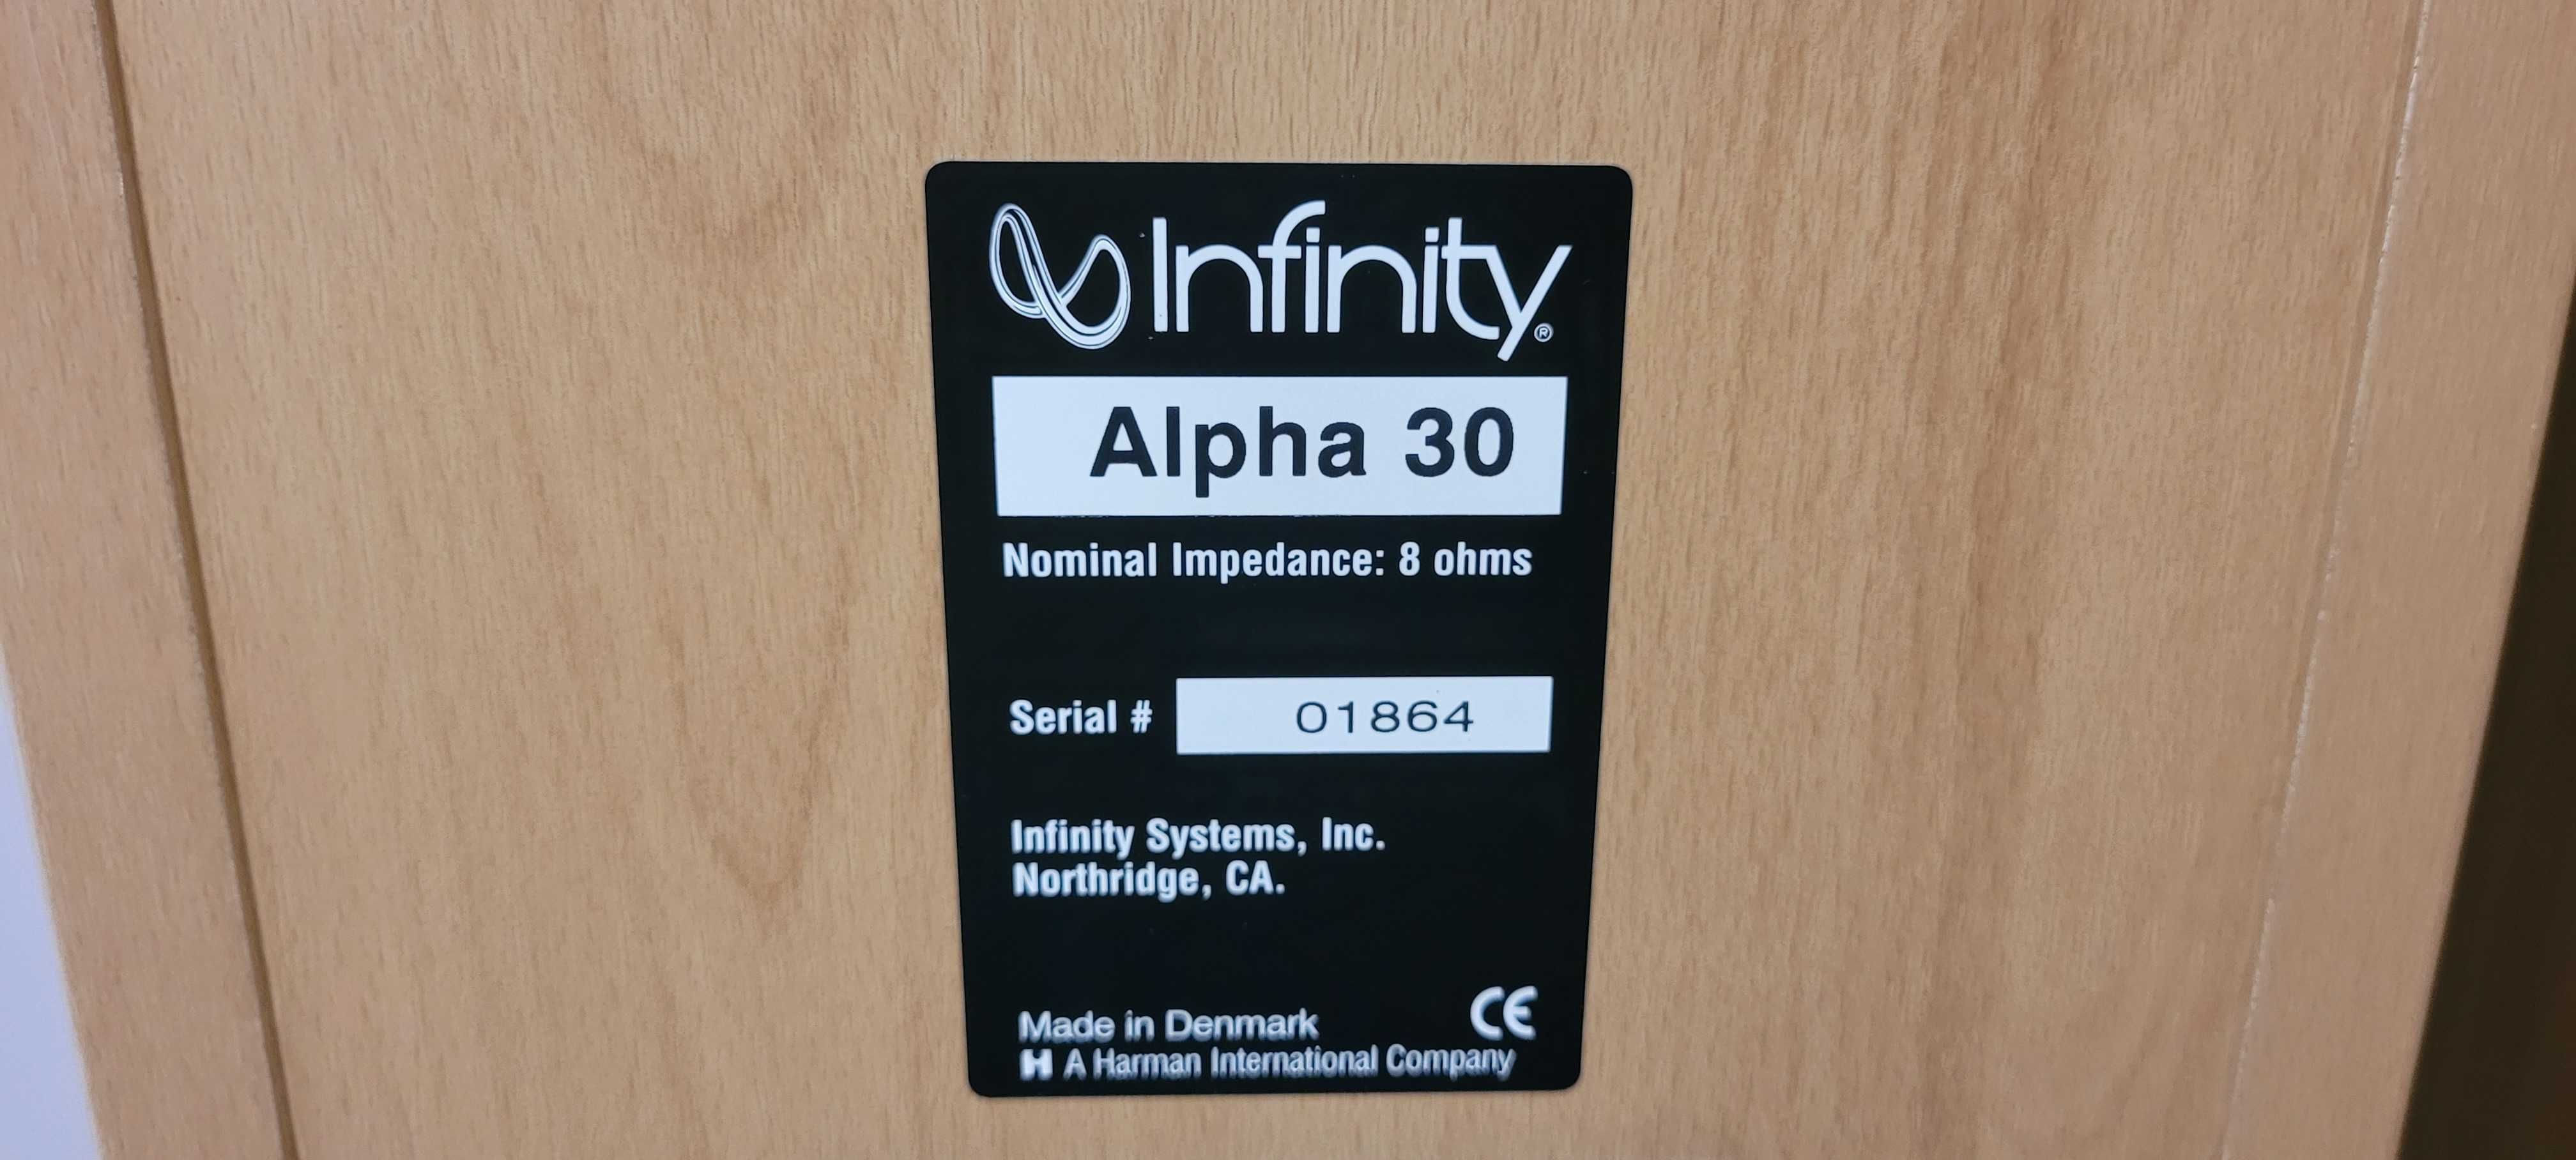 Infinity®
Alpha 30
Nominal Impedance: 8 ohms
Serial # 01864
Infinity Systems, Inc.
Northridge, CA.
Made in Denmark CE
H A Harman International Company